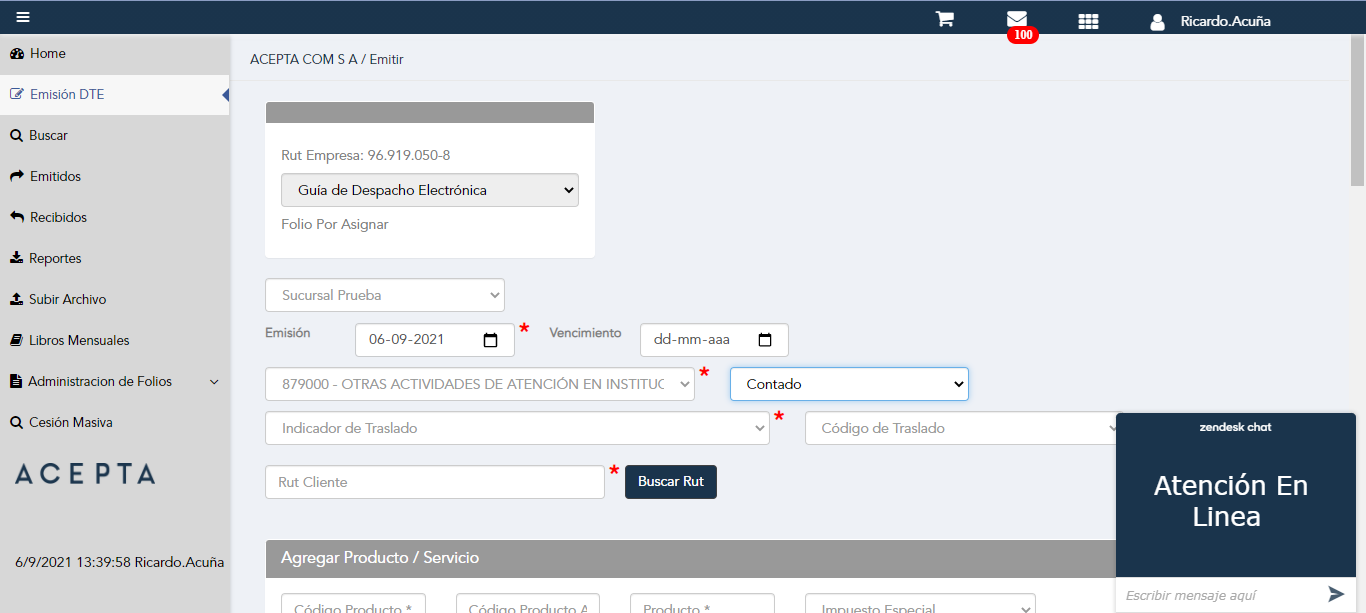 100
Ricardo.Acuña
Home
ACEPTA COM S A / Emitir
Emisión DTE
Buscar
Emitidos
Recibidos
Reportes
Subir Archivo
Libros Mensuales
Administracion de Folios
Cesión Masiva
ACEPTA
6/9/2021 13:39:58 Ricardo.Acuña
Rut Empresa: 96.919.050-8
Guía de Despacho Electrónica
Folio Por Asignar
Sucursal Prueba
Emisión 06-09-2021 * Vencimiento dd-mm-aaa
879000 - OTRAS ACTIVIDADES DE ATENCIÓN EN INSTITUC * Contado
Indicador de Traslado * Código de Traslado
Rut Cliente * Buscar Rut
Agregar Producto / Servicio
Código Producto * Código Producto A Producto * Impuesto Especial
zendesk chat
Atención En
Linea
Escribir mensaje aquí